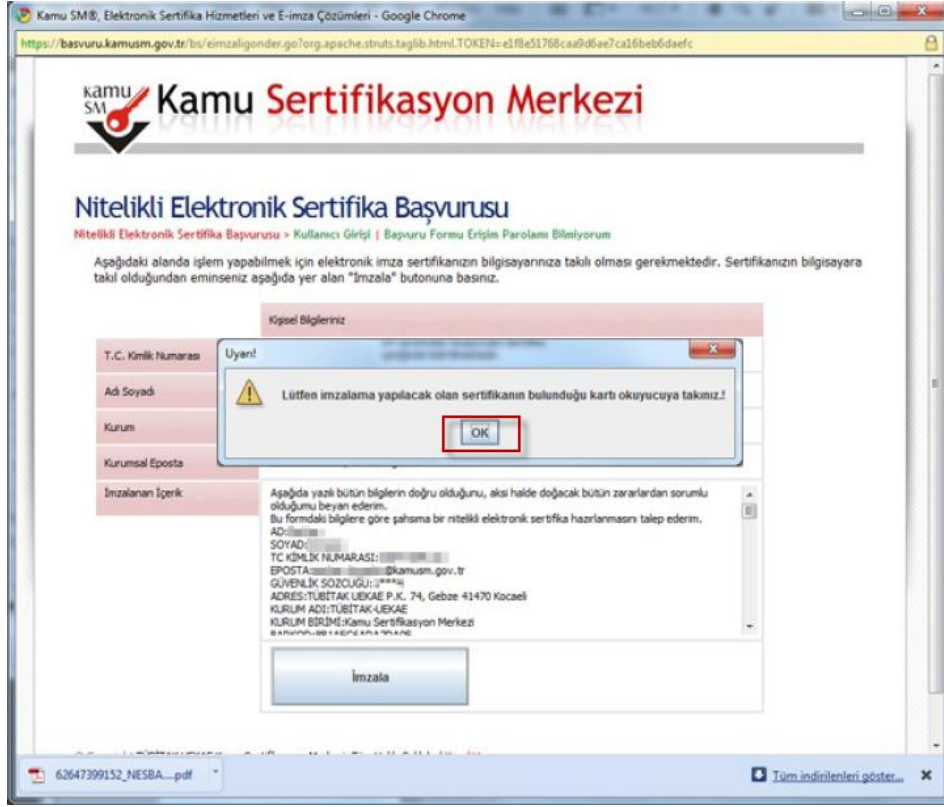 Kamu SM®, Elektronik Sertifika Hizmetleri ve E-imza Çözümleri - Google Chrome
https://basvuru.kamusm.gov.tr/bs/eimzaligonder.go?org.apache.struts.taglib.html.TOKEN=e1f8e51768caa9d6ae7ca16beb6daefc
Kamu SM Kamu Sertifikasyon Merkezi
Nitelikli Elektronik Sertifika Başvurusu
Nitelikli Elektronik Sertifika Başvurusu > Kullanıcı Girişi | Başvuru Formu Erişim Parolamı Bilmiyorum
Aşağıdaki alanda işlem yapabilmek için elektronik imza sertifikanızın bilgisayarınıza takılı olması gerekmektedir. Sertifikanızın bilgisayara
takıl olduğundan eminseniz aşağıda yer alan "İmzala" butonuna basınız.
Kişisel Bilgileriniz
T.C. Kimlik Numarası
Uyarı!
Adı Soyadı
Lütfen imzalama yapılacak olan sertifikanın bulunduğu kartı okuyucuya takınız.!
OK
Kurum
Kurumsal Eposta
İmzalanan İçerik
Aşağıda yazılı bütün bilgilerin doğru olduğunu, aksi halde doğacak bütün zararlardan sorumlu
olduğumu beyan ederim.
Bu formdaki bilgilere göre şahsıma bir nitelikli elektronik sertifka hazırlanmasını talep ederim.
AD:
SOYAD:
TC KİMLİK NUMARASI:
EPOSTA: @kamusm.gov.tr
GÜVENLİK SOZCUGU:
ADRES:TÜBİTAK UEKAE P.K. 74, Gebze 41470 Kocaeli
KURUM ADI:TÜBİTAK-UEKAE
KURUM BİRİMİ:Kamu Sertifikasyon Merkezi
İmzala
62647399152_NESBA....pdf
Tüm indirilenleri göster...